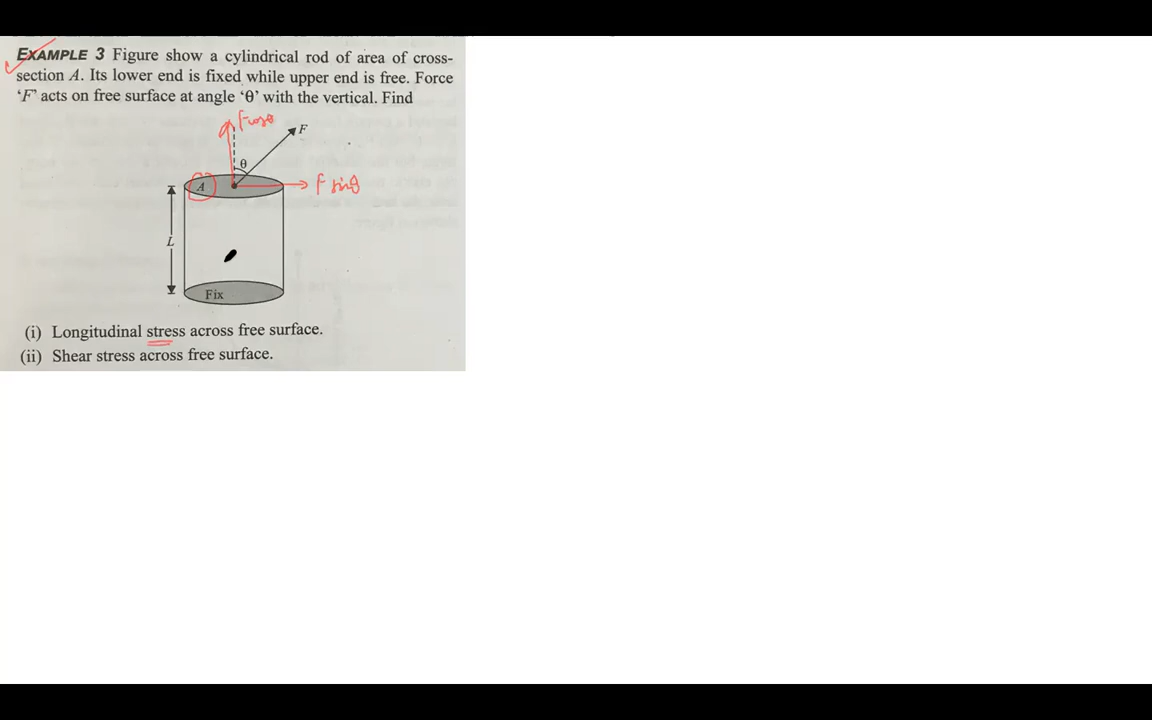 EXAMPLE 3 Figure show a cylindrical rod of area of cross-
section A. Its lower end is fixed while upper end is free. Force
‘F’ acts on free surface at angle ‘θ’ with the vertical. Find
F cosθ
F
θ
A
F sinθ
L
Fix
(i) Longitudinal stress across free surface.
(ii) Shear stress across free surface.